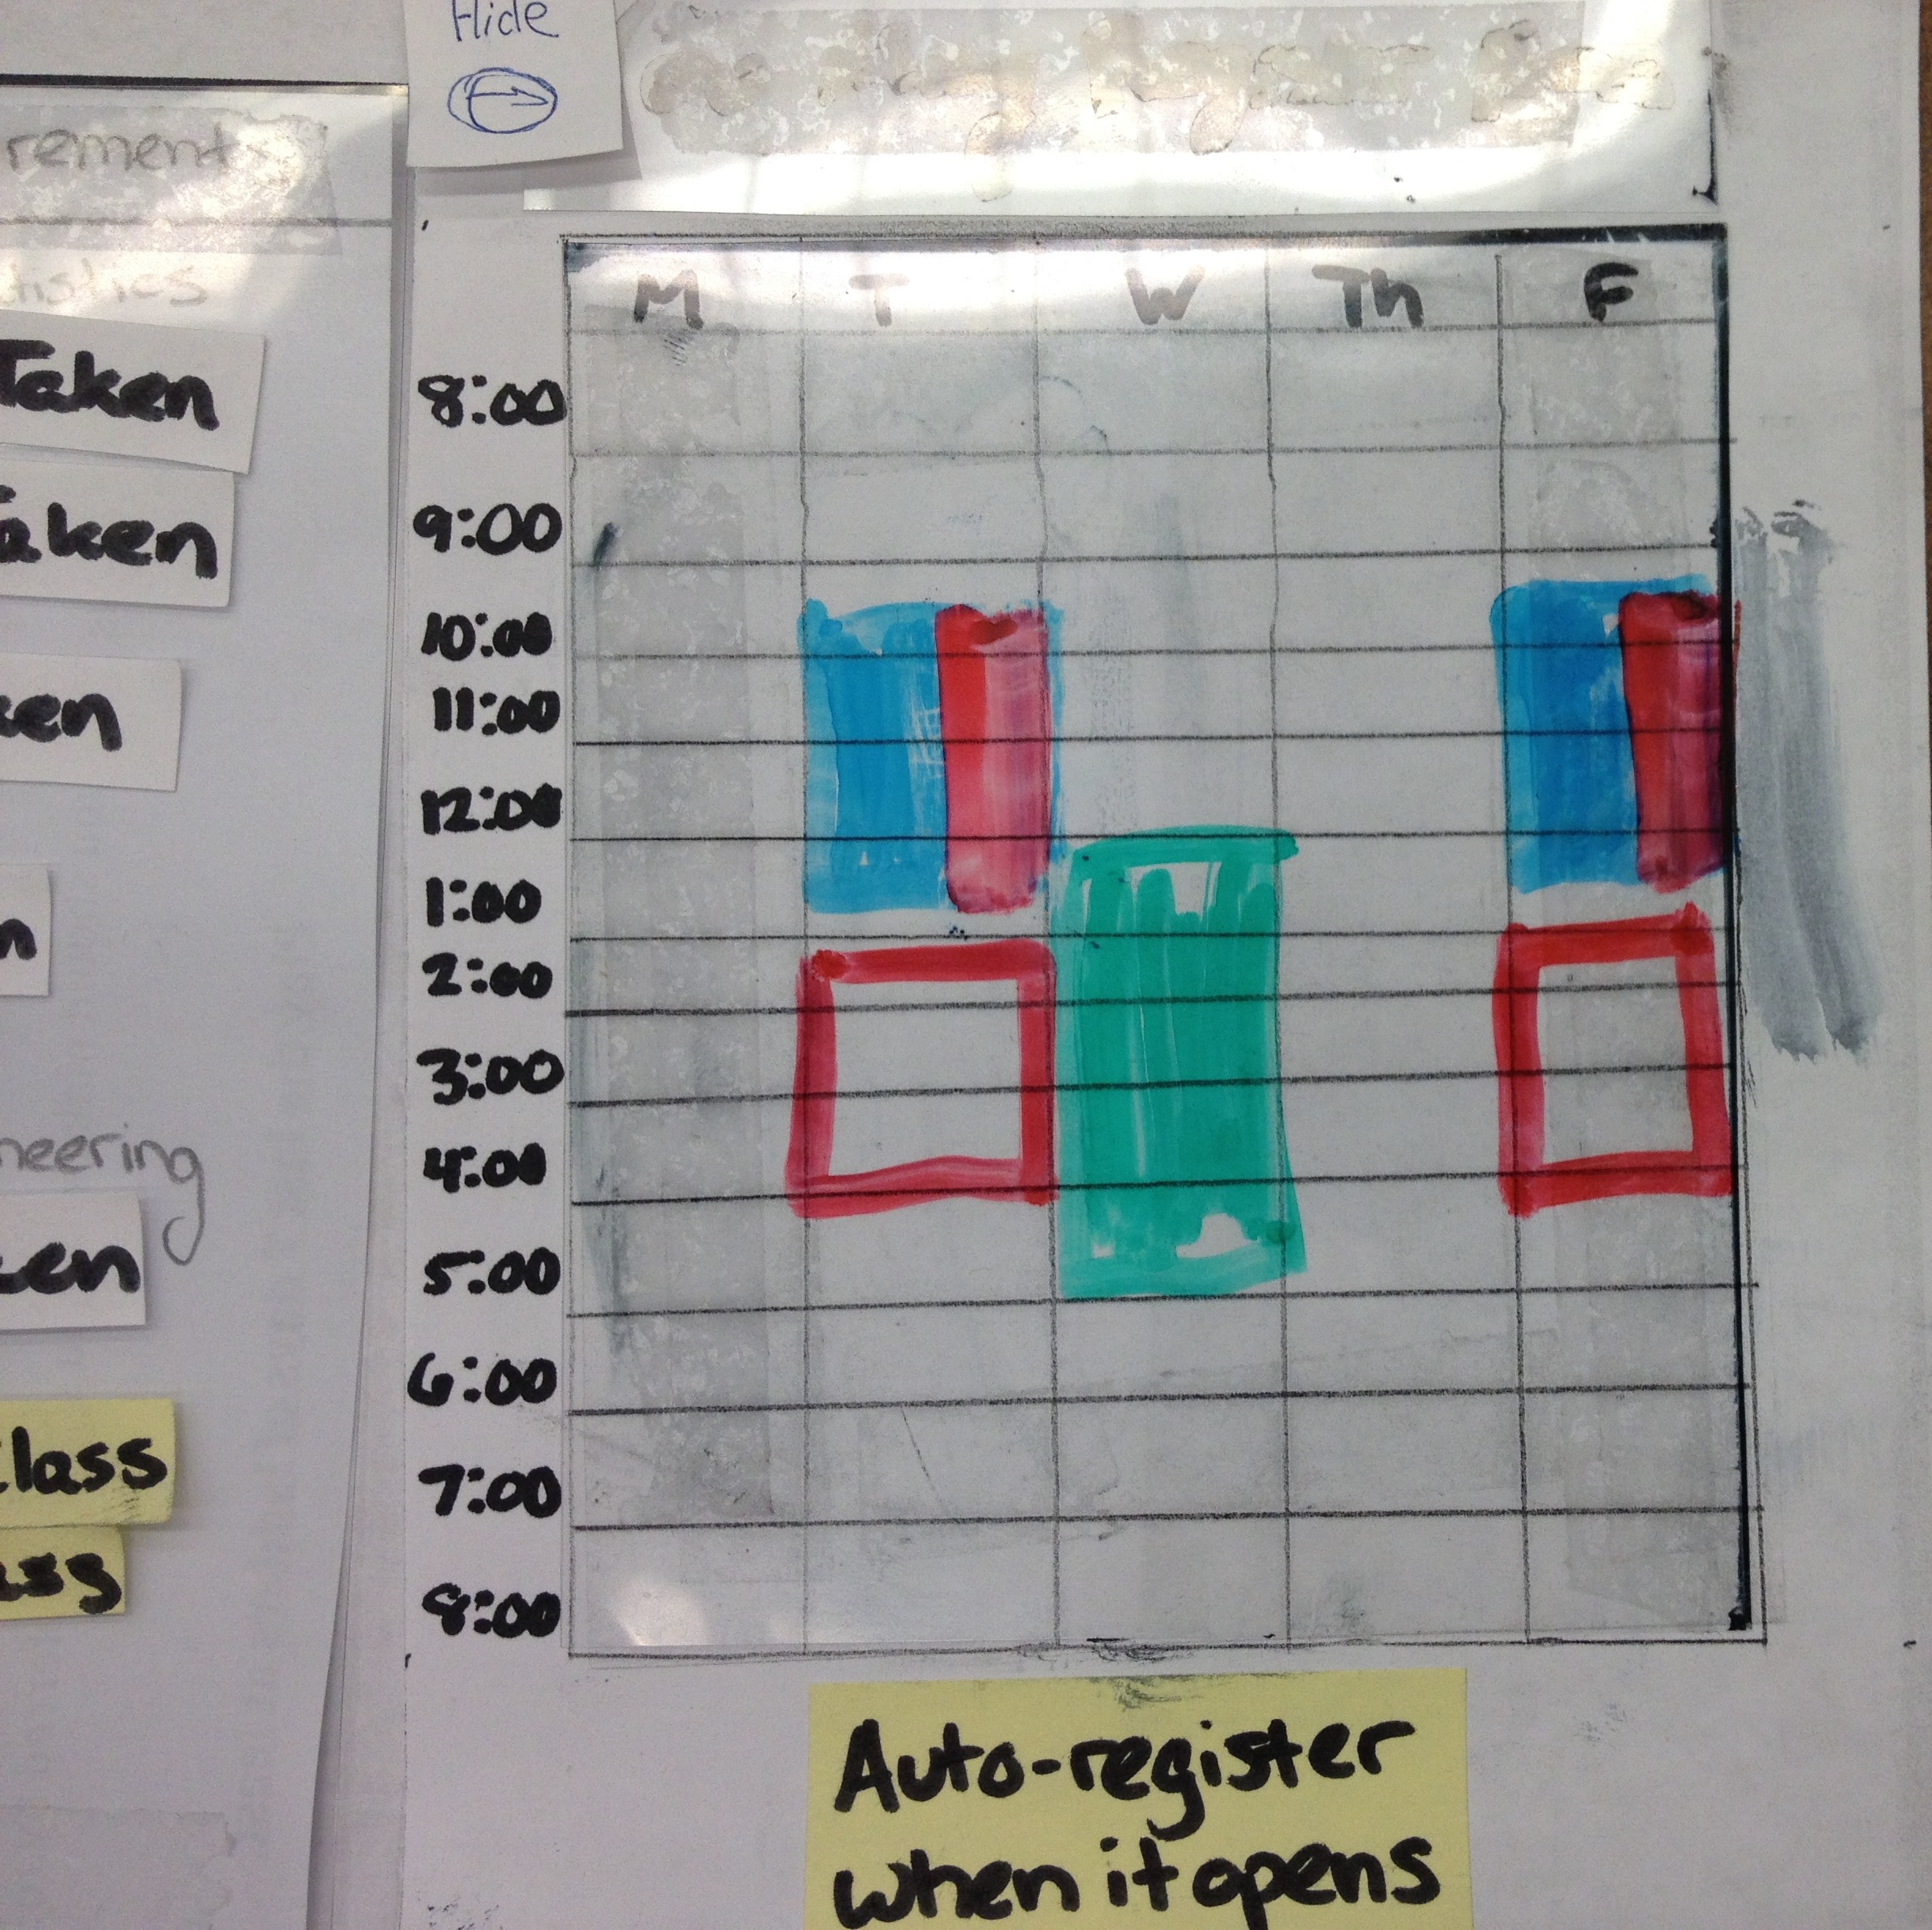 Hide
rement
tistics
Taken
aken
ken
n
neering
ken
Class
ass
M T W Th F
8:00
9:00
10:00
11:00
12:00
1:00
2:00
3:00
4:00
5:00
6:00
7:00
8:00
Auto-register
when it opens